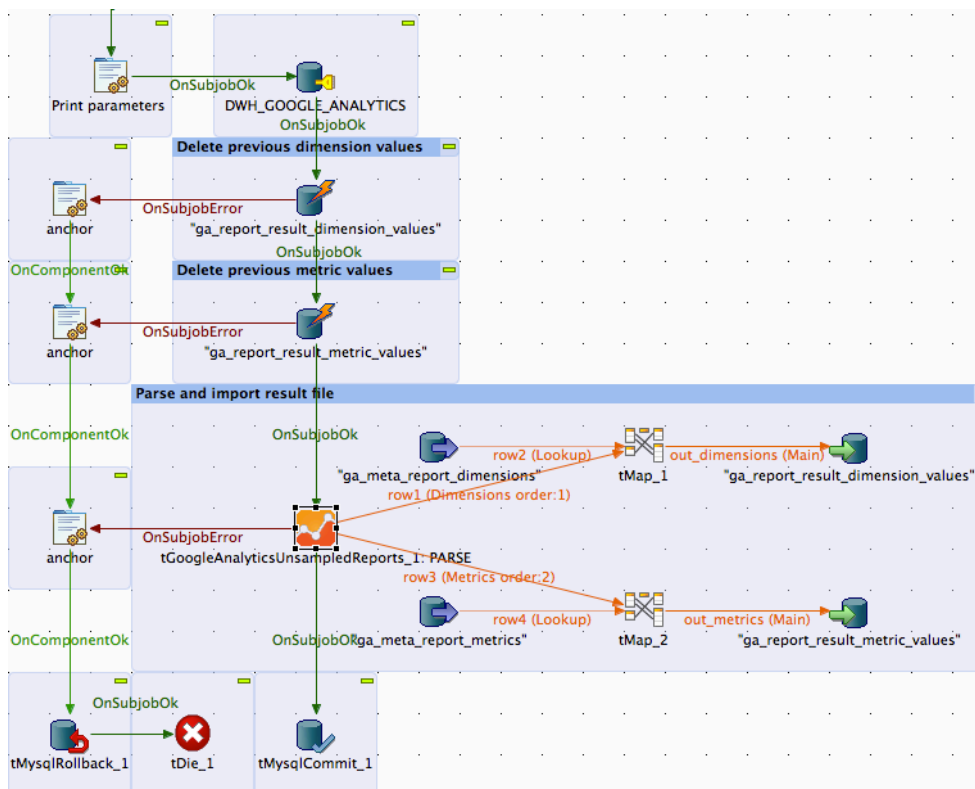 OnSubjobOk
Print parameters
DWH_GOOGLE_ANALYTICS
OnSubjobOk
Delete previous dimension values
OnSubjobError
anchor
"ga_report_result_dimension_values"
OnSubjobOk
OnComponentOk
Delete previous metric values
OnSubjobError
anchor
"ga_report_result_metric_values"
Parse and import result file
OnComponentOk
OnSubjobOk
row2 (Lookup)
out_dimensions (Main)
"ga_meta_report_dimensions"
tMap_1
"ga_report_result_dimension_values"
row1 (Dimensions order:1)
OnSubjobError
anchor
tGoogleAnalyticsUnsampledReports_1: PARSE
row3 (Metrics order:2)
row4 (Lookup)
out_metrics (Main)
OnComponentOk
OnSubjobOk
"ga_meta_report_metrics"
tMap_2
"ga_report_result_metric_values"
OnSubjobOk
tMysqlRollback_1
tDie_1
tMysqlCommit_1